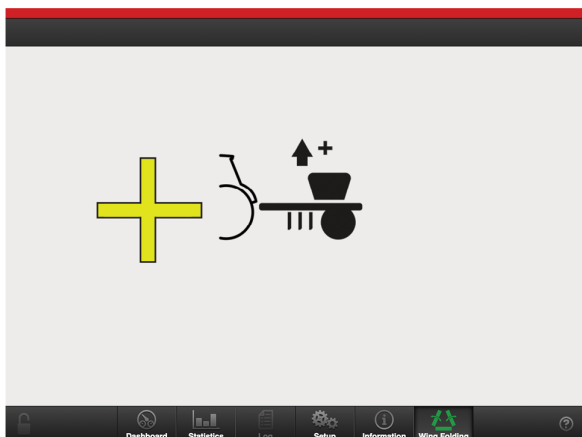 Dashboard
Statistics
Log
Setup
Information
Wing Folding